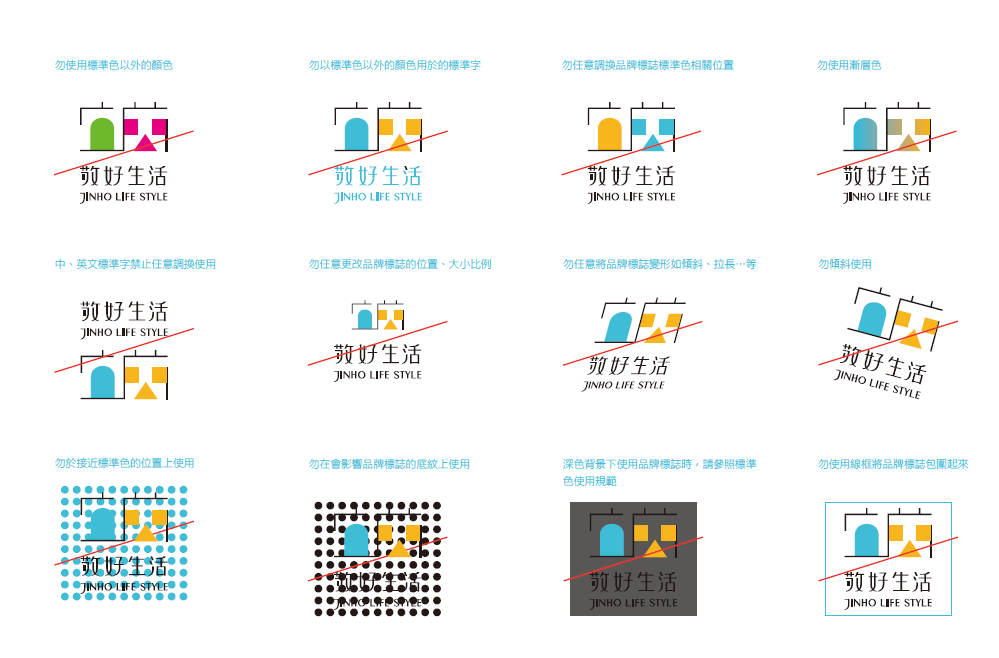 勿使用標準色以外的顏色
勿以標準色以外的顏色用於的標準字
勿任意調換品牌標誌標準色相關位置
勿使用漸層色
敬好生活
JINHO LIFE STYLE
敬好生活
JINHO LIFE STYLE
敬好生活
JINHO LIFE STYLE
敬好生活
JINHO LIFE STYLE
中、英文標準字禁止任意調換使用
勿任意更改品牌標誌的位置、大小比例
勿任意將品牌標誌變形如傾斜、拉長…等
勿傾斜使用
敬好生活
JINHO LIFE STYLE
敬好生活
JINHO LIFE STYLE
敬好生活
JINHO LIFE STYLE
敬好生活
JINHO LIFE STYLE
勿於接近標準色的位置上使用
勿在會影響品牌標誌的底紋上使用
深色背景下使用品牌標誌時，請參照標準
色使用規範
勿使用線框將品牌標誌包圍起來
敬好生活
JINHO LIFE STYLE
敬好生活
JINHO LIFE STYLE
敬好生活
JINHO LIFE STYLE
敬好生活
JINHO LIFE STYLE